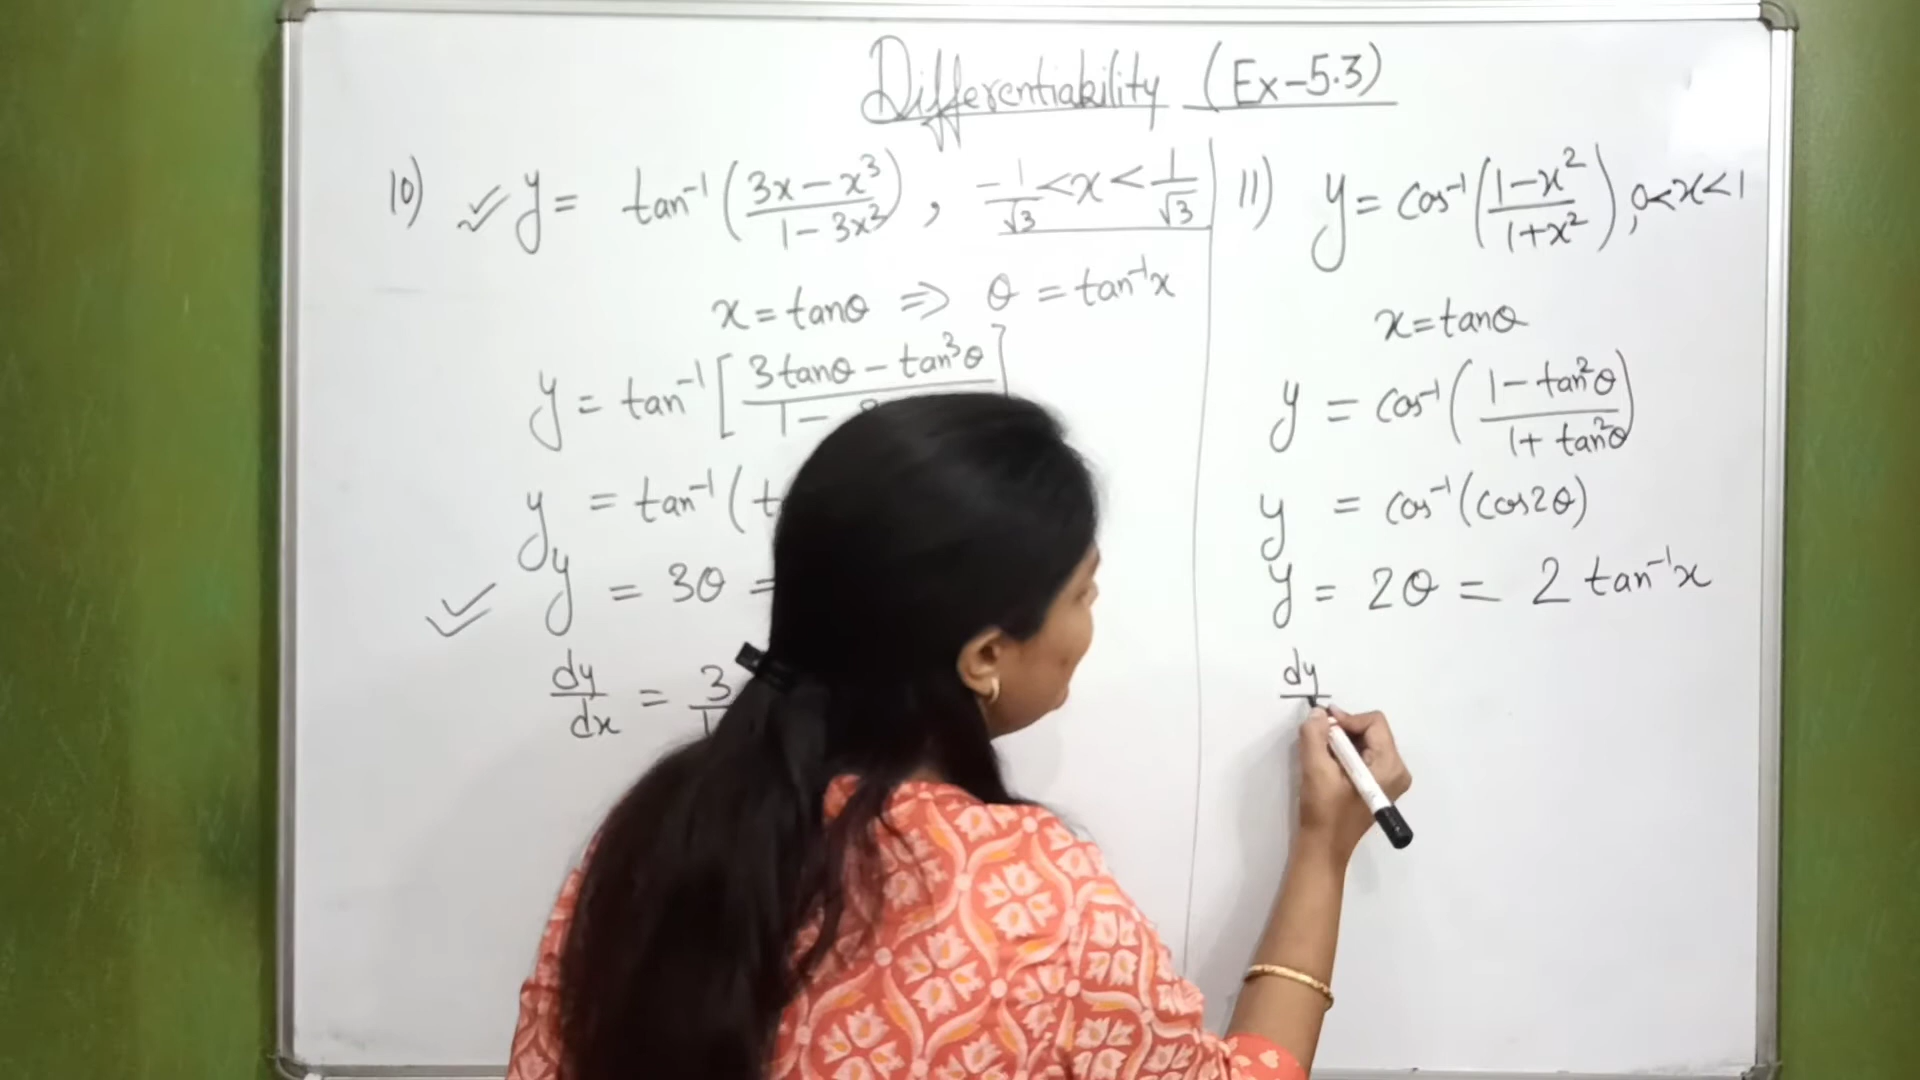 Differentiability (Ex-5.3)
10) ✓ y = tan⁻¹ (3x − x³ / 1 − 3x²), −1/√3 < x < 1/√3
x = tanθ ⇒ θ = tan⁻¹x
y = tan⁻¹ [3tanθ − tan³θ / 1 −
y = tan⁻¹ (
✓ y = 3θ =
dy/dx = 3
11) y = cos⁻¹ (1 − x² / 1 + x²), 0 < x < 1
x = tanθ
y = cos⁻¹ (1 − tan²θ / 1 + tan²θ)
y = cos⁻¹ (cos2θ)
y = 2θ = 2 tan⁻¹x
dy